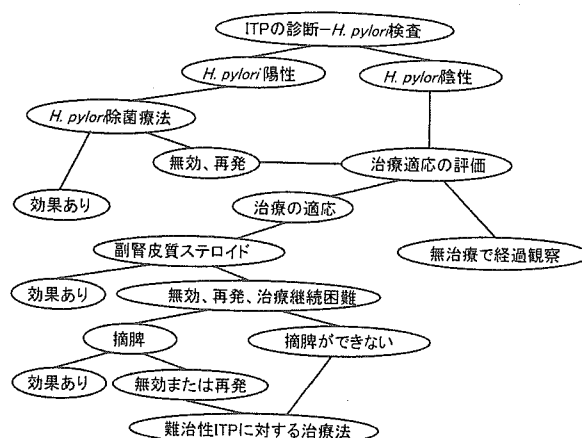 ITPの診断−H. pylori検査
H. pylori 陽性
H. pylori陰性
H. pylori除菌療法
無効、再発
治療適応の評価
効果あり
治療の適応
副腎皮質ステロイド
無治療で経過観察
効果あり
無効、再発、治療継続困難
摘脾
摘脾ができない
効果あり
無効または再発
難治性ITPに対する治療法